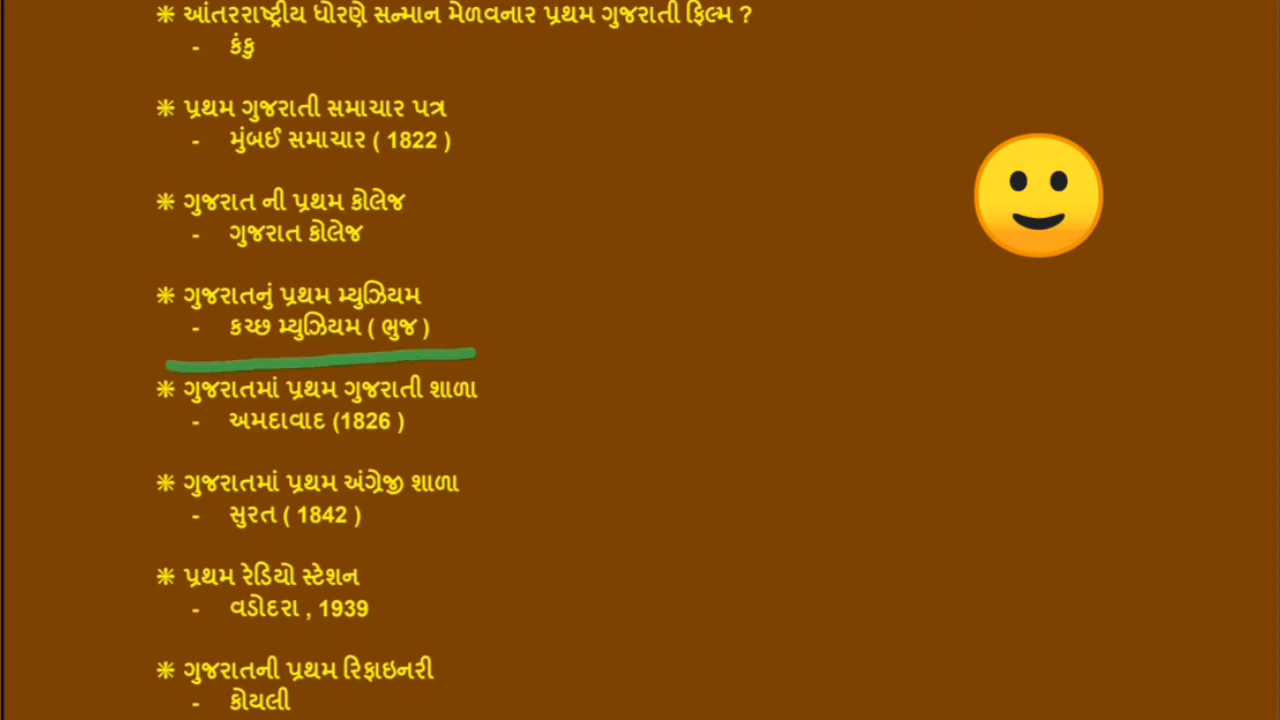 ✳ આંતરરાષ્ટ્રીય ધોરણે સન્માન મેળવનાર પ્રથમ ગુજરાતી ફિલ્મ ?
- કંકુ
✳ પ્રથમ ગુજરાતી સમાચાર પત્ર
- મુંબઈ સમાચાર ( 1822 )
✳ ગુજરાત ની પ્રથમ કોલેજ
- ગુજરાત કોલેજ
✳ ગુજરાતનું પ્રથમ મ્યુઝિયમ
- કચ્છ મ્યુઝિયમ ( ભુજ )
✳ ગુજરાતમાં પ્રથમ ગુજરાતી શાળા
- અમદાવાદ (1826 )
✳ ગુજરાતમાં પ્રથમ અંગ્રેજી શાળા
- સુરત ( 1842 )
✳ પ્રથમ રેડિયો સ્ટેશન
- વડોદરા , 1939
✳ ગુજરાતની પ્રથમ રિફાઇનરી
- કોયલી